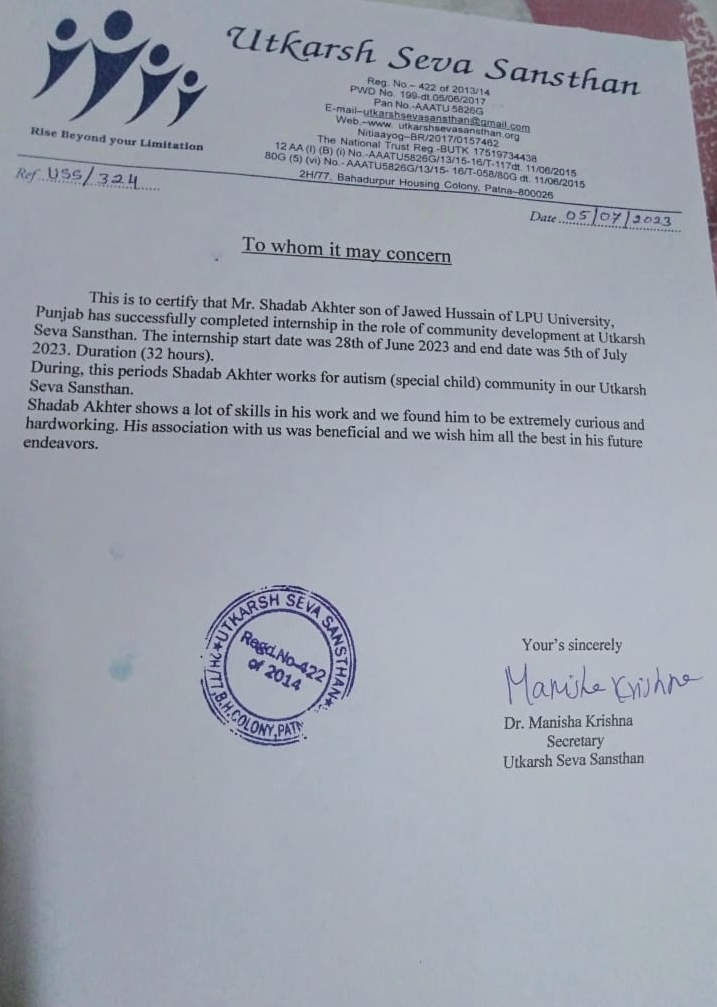 Utkarsh Seva Sansthan
Reg. No.– 422 of 2013/14
PWD No. 199-dt.05/06/2017
Pan No.-AAATU 5826G
E-mail–utkarshsevasansthan@gmail.com
Web.–www. utkarshsevasansthan.org
Nitiaayog–BR/2017/0157462
The National Trust Reg.-BUTK 17519734438
12 AA (I) (B) (i) No.-AAATU5826G/13/15-16/T-117dt. 11/06/2015
80G (5) (vi) No.- AAATU5826G/13/15- 16/T-058/80G dt. 11/06/2015
2H/77, Bahadurpur Housing Colony, Patna–800026
Rise Beyond your Limitation
Ref. USS/324
Date 05/07/2023
To whom it may concern
This is to certify that Mr. Shadab Akhter son of Jawed Hussain of LPU University,
Punjab has successfully completed internship in the role of community development at Utkarsh
Seva Sansthan. The internship start date was 28th of June 2023 and end date was 5th of July
2023. Duration (32 hours).
During, this periods Shadab Akhter works for autism (special child) community in our Utkarsh
Seva Sansthan.
Shadab Akhter shows a lot of skills in his work and we found him to be extremely curious and
hardworking. His association with us was beneficial and we wish him all the best in his future
endeavors.
★UTKARSH SEVA SANSTHAN★
Regd.No-422
of 2014
2H/77, B.H.COLONY, PATN
Your's sincerely
Manisha Krishna
Dr. Manisha Krishna
Secretary
Utkarsh Seva Sansthan